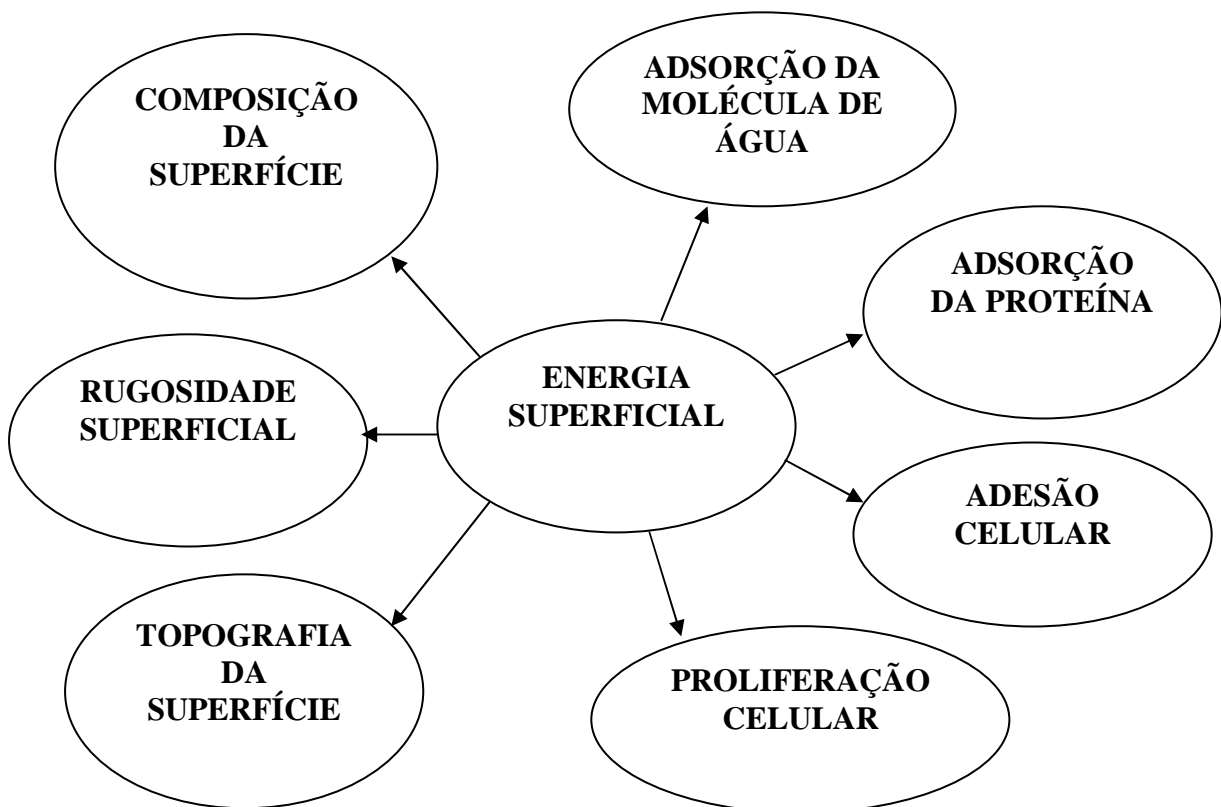 COMPOSIÇÃO
DA
SUPERFÍCIE
ADSORÇÃO DA
MOLÉCULA DE
ÁGUA
ADSORÇÃO
DA PROTEÍNA
ENERGIA
SUPERFICIAL
RUGOSIDADE
SUPERFICIAL
ADESÃO
CELULAR
TOPOGRAFIA
DA
SUPERFÍCIE
PROLIFERAÇÃO
CELULAR